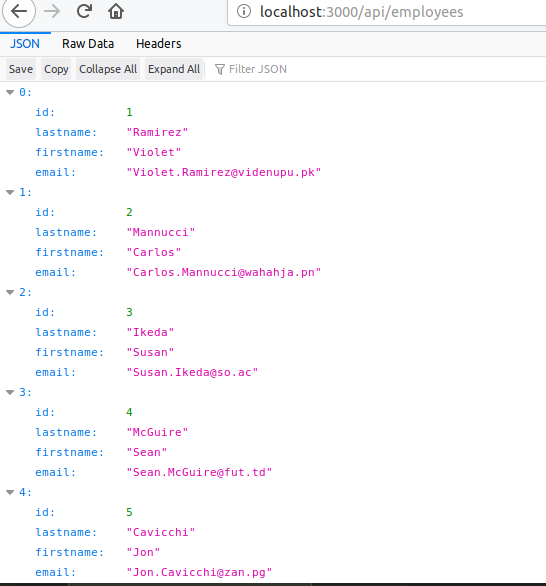 localhost:3000/api/employees
JSON Raw Data Headers
Save Copy Collapse All Expand All Filter JSON
0:
id: 1
lastname: "Ramirez"
firstname: "Violet"
email: "Violet.Ramirez@videnupu.pk"
1:
id: 2
lastname: "Mannucci"
firstname: "Carlos"
email: "Carlos.Mannucci@wahahja.pn"
2:
id: 3
lastname: "Ikeda"
firstname: "Susan"
email: "Susan.Ikeda@so.ac"
3:
id: 4
lastname: "McGuire"
firstname: "Sean"
email: "Sean.McGuire@fut.td"
4:
id: 5
lastname: "Cavicchi"
firstname: "Jon"
email: "Jon.Cavicchi@zan.pg"